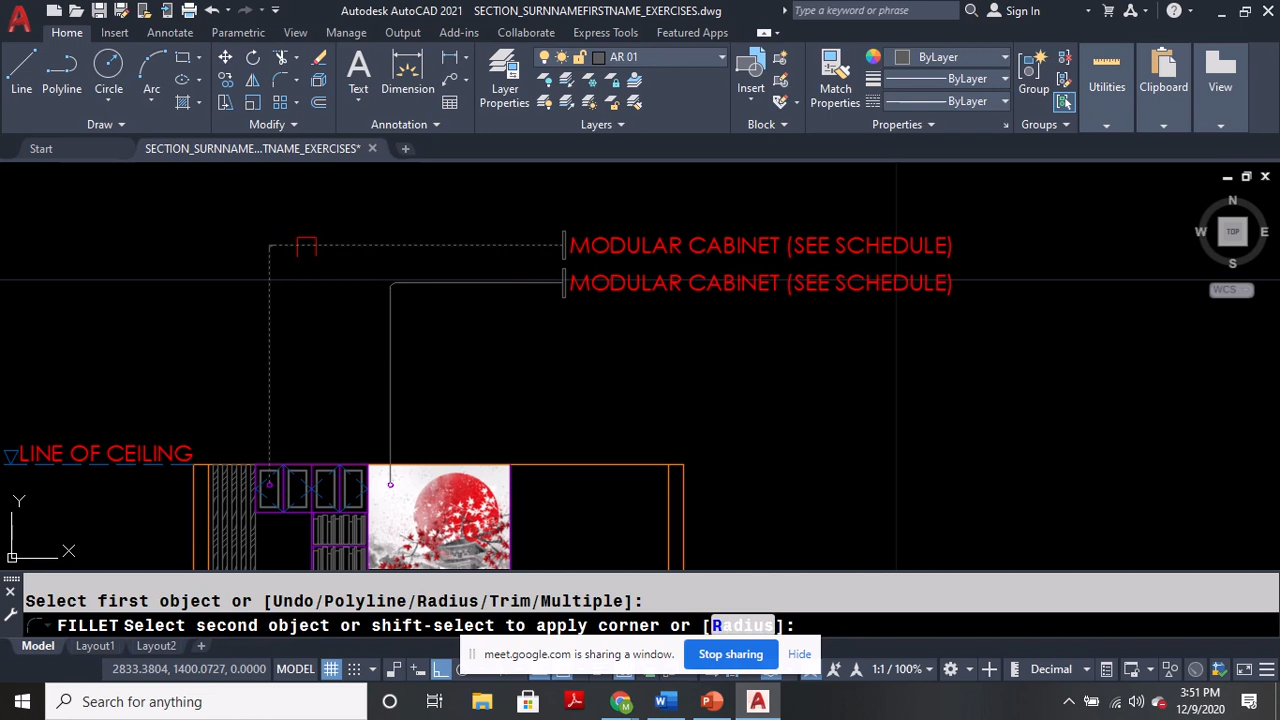 Autodesk AutoCAD 2021 SECTION_SURNNAMEFIRSTNAME_EXERCISES.dwg
Type a keyword or phrase
Sign In
Home Insert Annotate Parametric View Manage Output Add-ins Collaborate Express Tools Featured Apps
AR 01
ByLayer
ByLayer
ByLayer
Line Polyline Circle Arc
Text Dimension
Layer Properties
Insert
Match Properties
Group
Utilities Clipboard View
Draw Modify Annotation Layers Block Properties Groups
Start SECTION_SURNNAME...TNAME_EXERCISES*
N
W TOP E
S
WCS
MODULAR CABINET (SEE SCHEDULE)
MODULAR CABINET (SEE SCHEDULE)
LINE OF CEILING
Y
X
Select first object or [Undo/Polyline/Radius/Trim/Multiple]:
FILLET Select second object or shift-select to apply corner or [Radius]:
Model Layout1 Layout2
meet.google.com is sharing a window. Stop sharing Hide
2833.3804, 1400.0727, 0.0000 MODEL
1:1 / 100% Decimal
Search for anything
3:51 PM
12/9/2020